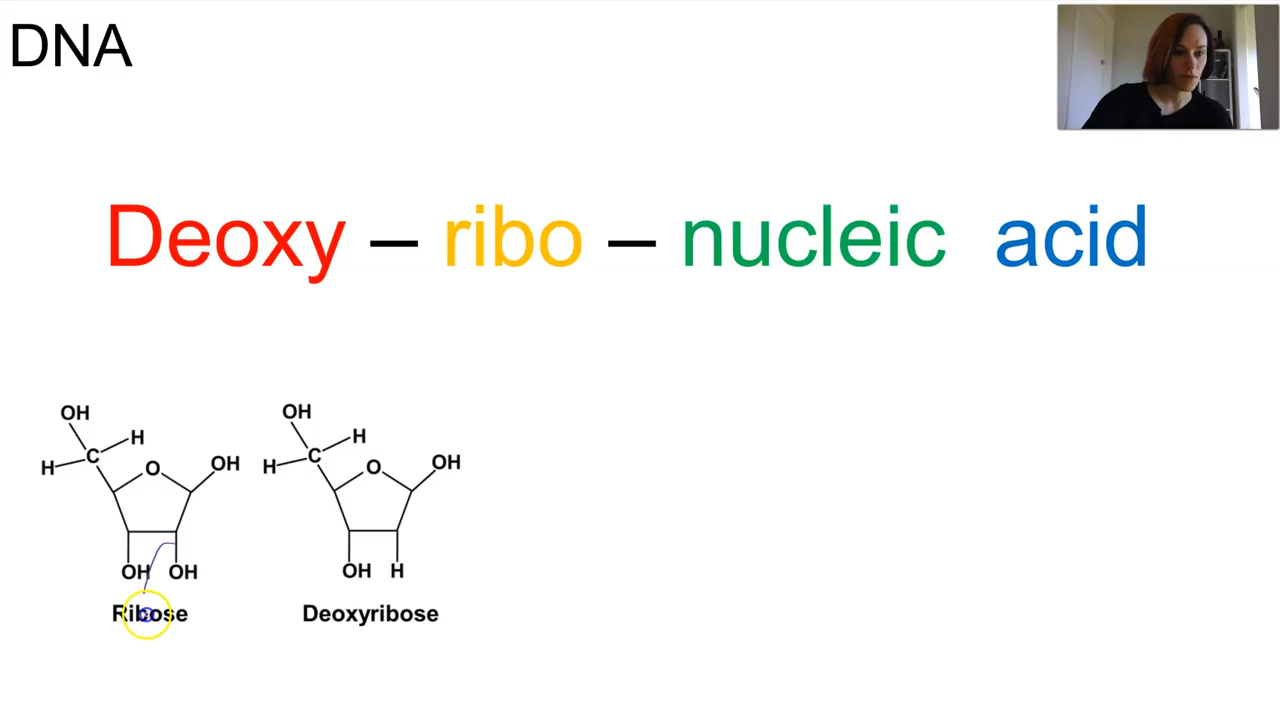 DNA
Deoxy – ribo – nucleic acid
OH
H
C
H
O
OH
OH
OH
Ribose
OH
H
C
H
O
OH
OH
H
Deoxyribose